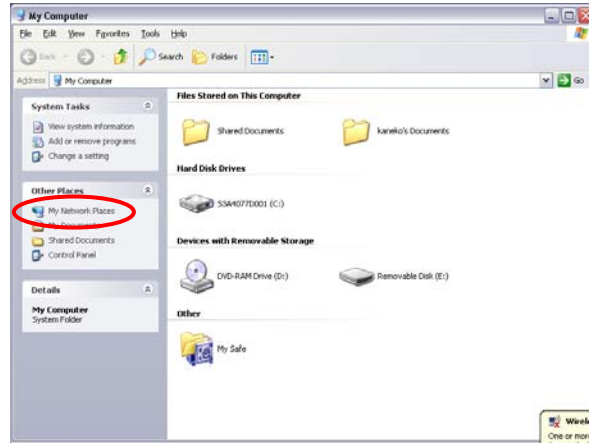 My Computer
File Edit View Favorites Tools Help
Back Search Folders
Address My Computer Go
System Tasks
View system information
Add or remove programs
Change a setting
Other Places
My Network Places
My Documents
Shared Documents
Control Panel
Details
My Computer
System Folder
Files Stored on This Computer
Shared Documents kaneko's Documents
Hard Disk Drives
S3A4077D001 (C:)
Devices with Removable Storage
DVD-RAM Drive (D:) Removable Disk (E:)
Other
My Safe
One or mor